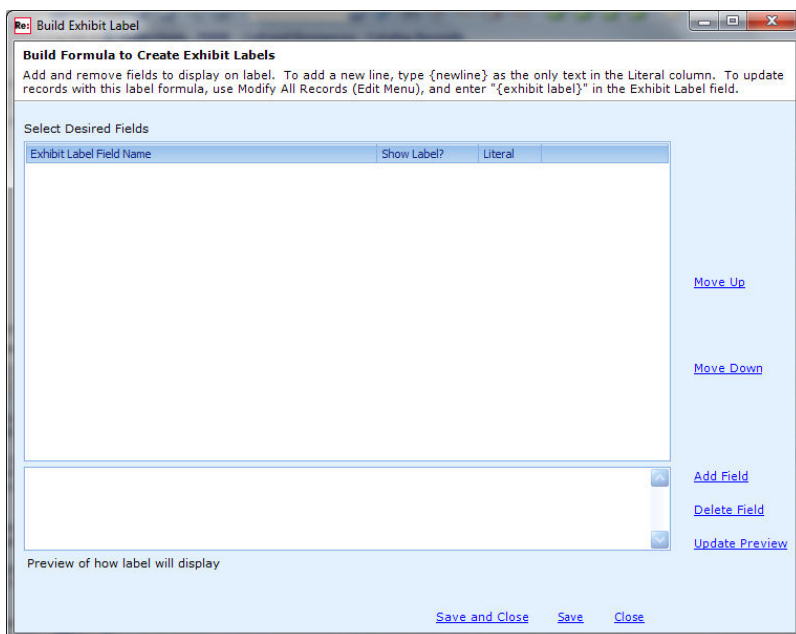 Re: Build Exhibit Label
Build Formula to Create Exhibit Labels
Add and remove fields to display on label. To add a new line, type {newline} as the only text in the Literal column. To update
records with this label formula, use Modify All Records (Edit Menu), and enter "{exhibit label}" in the Exhibit Label field.
Select Desired Fields
Exhibit Label Field Name Show Label? Literal
Move Up
Move Down
Add Field
Delete Field
Update Preview
Preview of how label will display
Save and Close Save Close